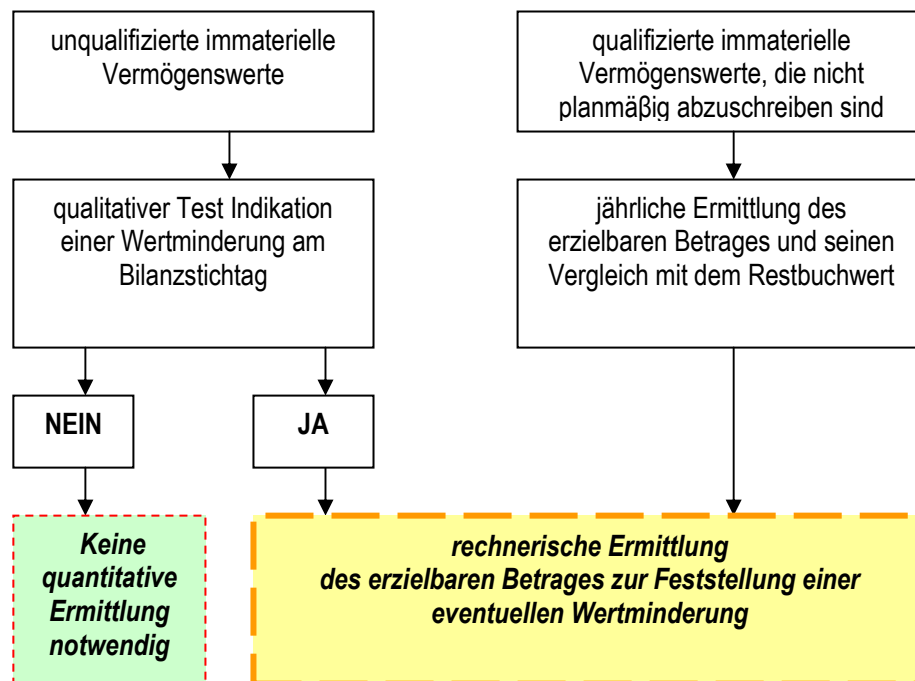 unqualifizierte immaterielle
Vermögenswerte
qualifizierte immaterielle
Vermögenswerte, die nicht
planmäßig abzuschreiben sind
qualitativer Test Indikation
einer Wertminderung am
Bilanzstichtag
jährliche Ermittlung des
erzielbaren Betrages und seinen
Vergleich mit dem Restbuchwert
NEIN
JA
Keine
quantitative
Ermittlung
notwendig
rechnerische Ermittlung
des erzielbaren Betrages zur Feststellung einer
eventuellen Wertminderung